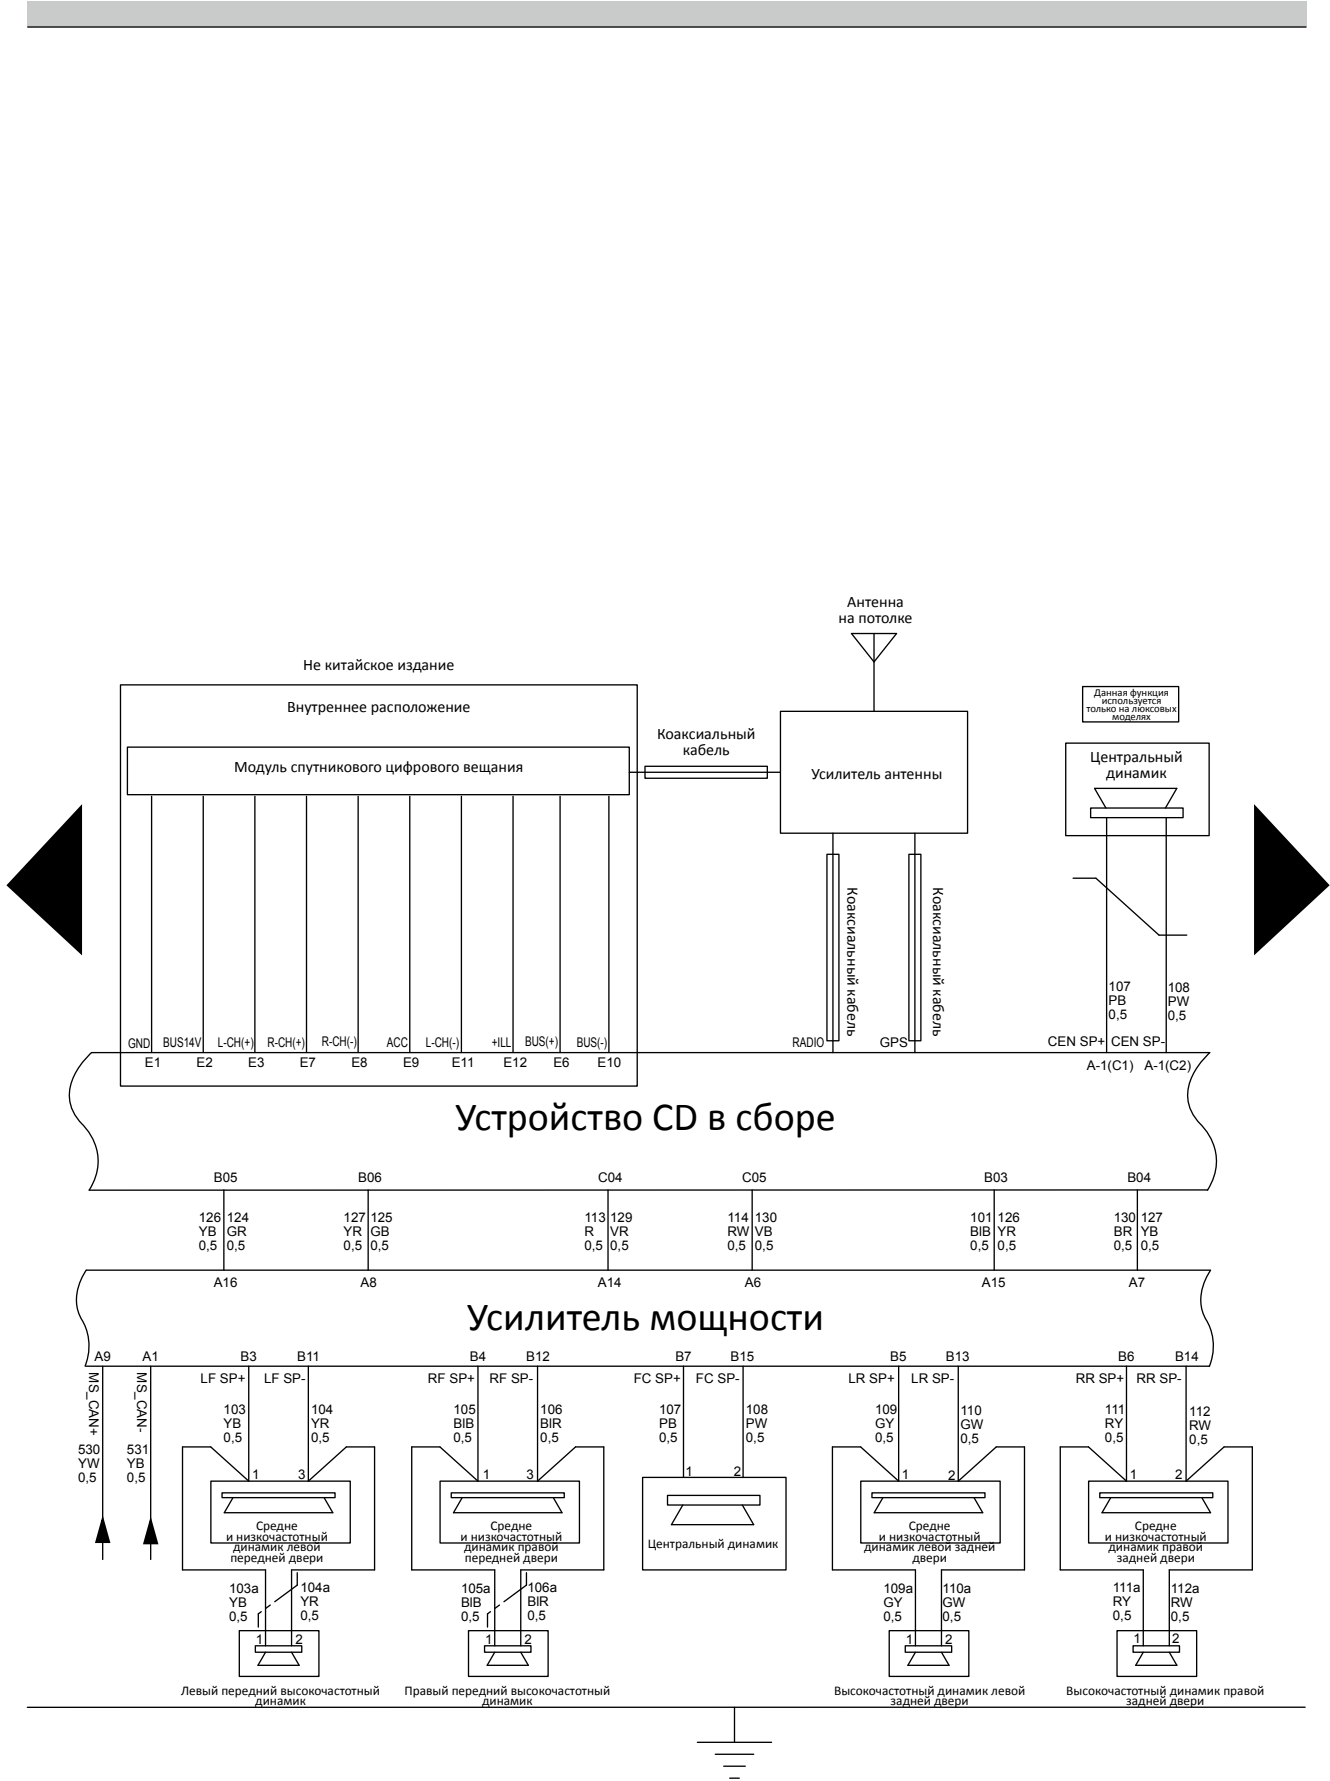 Антенна
на потолке
Не китайское издание
Внутреннее расположение
Данная функция
используется
только на люксовых
моделях
Коаксиальный
кабель
Модуль спутникового цифрового вещания
Усилитель антенны
Центральный
динамик
Коаксиальный кабель
Коаксиальный кабель
107
PB
0,5
108
PW
0,5
GND BUS14V L-CH(+) R-CH(+) R-CH(-) ACC L-CH(-) +ILL BUS(+) BUS(-) RADIO GPS CEN SP+ CEN SP-
E1 E2 E3 E7 E8 E9 E11 E12 E6 E10 A-1(C1) A-1(C2)
Устройство CD в сборе
B05 B06 C04 C05 B03 B04
126 124 127 125 113 129 114 130 101 126 130 127
YB GR YR GB R VR RW VB BIB YR BR YB
0,5 0,5 0,5 0,5 0,5 0,5 0,5 0,5 0,5 0,5 0,5 0,5
A16 A8 A14 A6 A15 A7
Усилитель мощности
A9 A1 B3 B11 B4 B12 B7 B15 B5 B13 B6 B14
MS_CAN+
MS_CAN-
LF SP+ LF SP- RF SP+ RF SP- FC SP+ FC SP- LR SP+ LR SP- RR SP+ RR SP-
103 104 105 106 107 108 109 110 111 112
YB YR BIB BIR PB PW GY GW RY RW
0,5 0,5 0,5 0,5 0,5 0,5 0,5 0,5 0,5 0,5
530 531
YW YB
0,5 0,5
1 3 1 3 1 2 1 2 1 2
Средне
и низкочастотный
динамик левой
передней двери
Средне
и низкочастотный
динамик правой
передней двери
Центральный динамик
Средне
и низкочастотный
динамик левой задней
двери
Средне
и низкочастотный
динамик правой
задней двери
103a 104a 105a 106a 109a 110a 111a 112a
YB YR BIB BIR GY GW RY RW
0,5 0,5 0,5 0,5 0,5 0,5 0,5 0,5
1 2 1 2 1 2 1 2
Левый передний высокочастотный
динамик
Правый передний высокочастотный
динамик
Высокочастотный динамик левой
задней двери
Высокочастотный динамик правой
задней двери